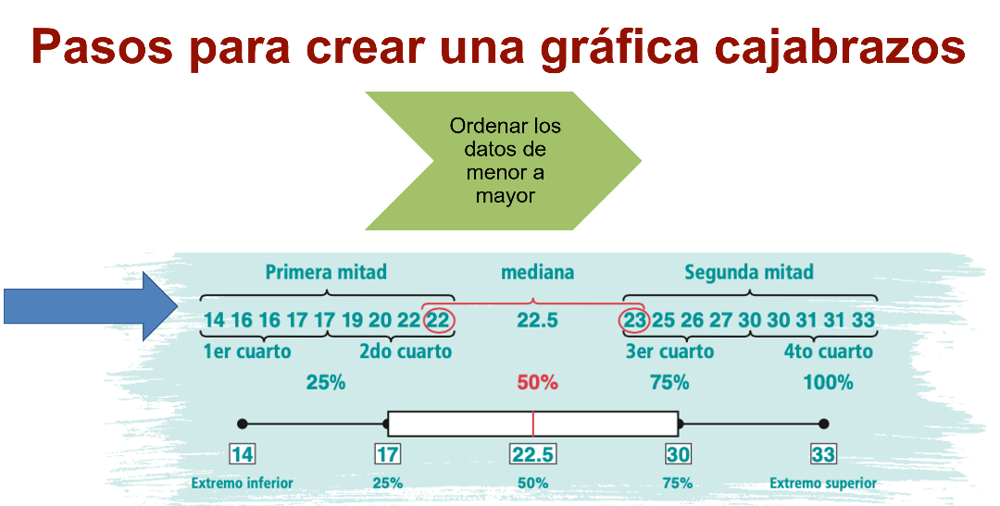 Pasos para crear una gráfica cajabrazos
Ordenar los
datos de
menor a
mayor
Primera mitad mediana Segunda mitad
14 16 16 17 17 19 20 22 22 22.5 23 25 26 27 30 30 31 31 33
1er cuarto 2do cuarto 3er cuarto 4to cuarto
25% 50% 75% 100%
14 17 22.5 30 33
Extremo inferior 25% 50% 75% Extremo superior